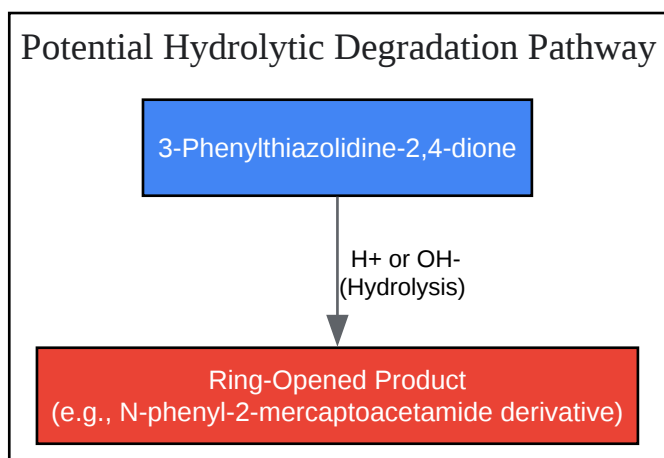 Potential Hydrolytic Degradation Pathway
3-Phenylthiazolidine-2,4-dione
H+ or OH-
(Hydrolysis)
Ring-Opened Product
(e.g., N-phenyl-2-mercaptoacetamide derivative)